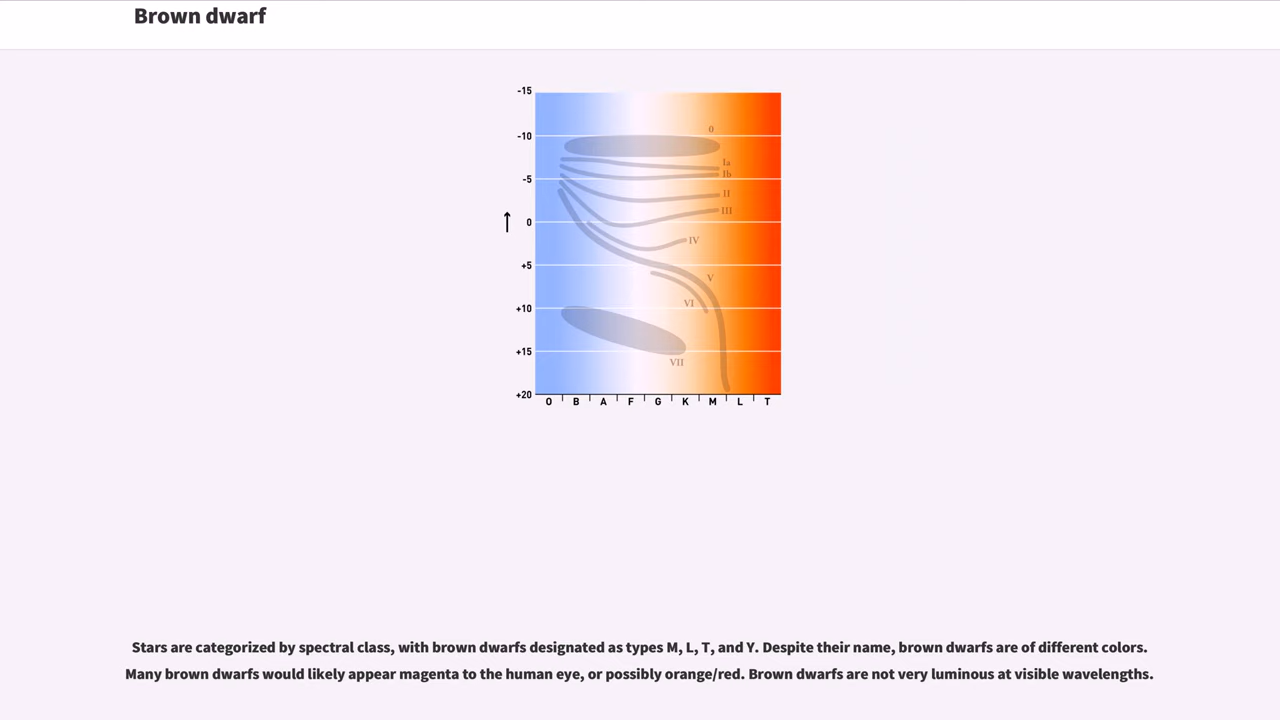 Brown dwarf
-15
-10
-5
0
+5
+10
+15
+20
0
Ia
Ib
II
III
IV
V
VI
VII
O B A F G K M L T
Stars are categorized by spectral class, with brown dwarfs designated as types M, L, T, and Y. Despite their name, brown dwarfs are of different colors.
Many brown dwarfs would likely appear magenta to the human eye, or possibly orange/red. Brown dwarfs are not very luminous at visible wavelengths.